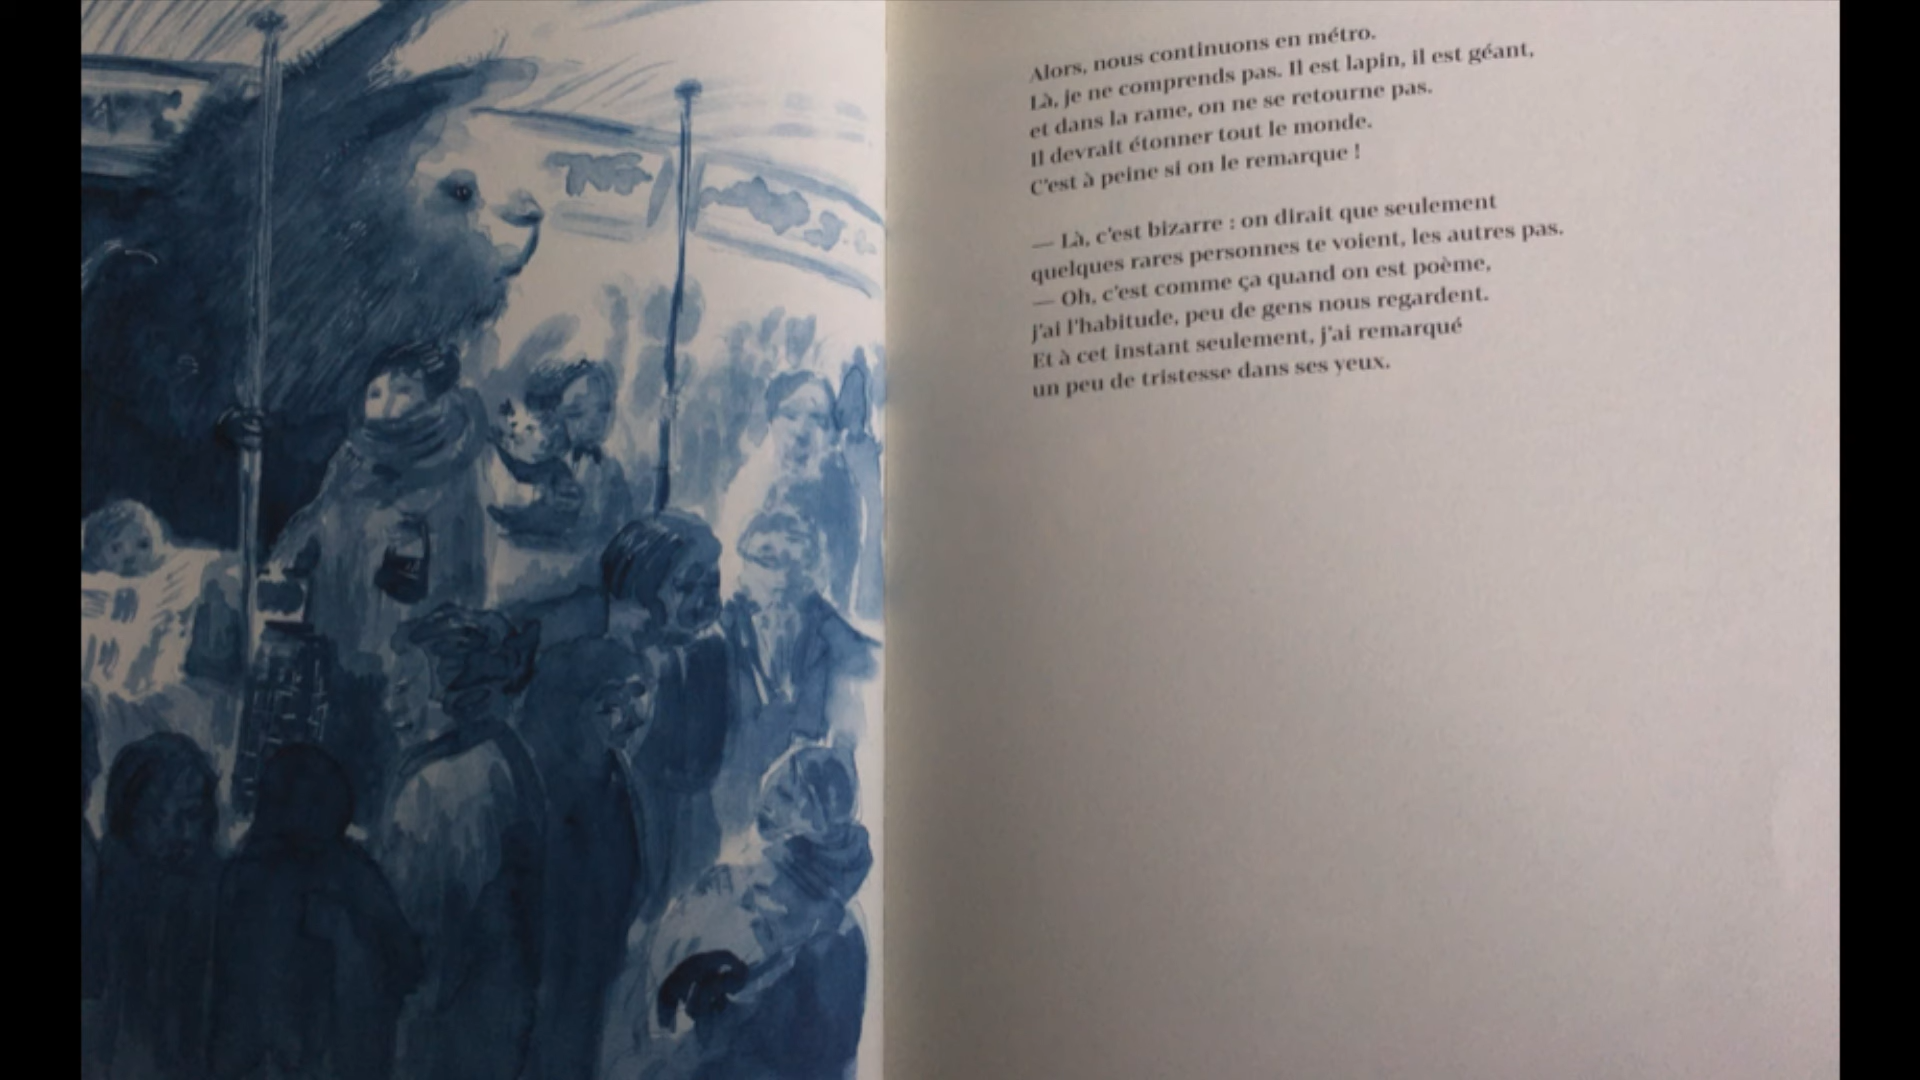 Alors, nous continuons en métro.
Là, je ne comprends pas. Il est lapin, il est géant,
et dans la rame, on ne se retourne pas.
Il devrait étonner tout le monde.
C'est à peine si on le remarque !
— Là, c'est bizarre : on dirait que seulement
quelques rares personnes te voient, les autres pas.
— Oh, c'est comme ça quand on est poème,
j'ai l'habitude, peu de gens nous regardent.
Et à cet instant seulement, j'ai remarqué
un peu de tristesse dans ses yeux.